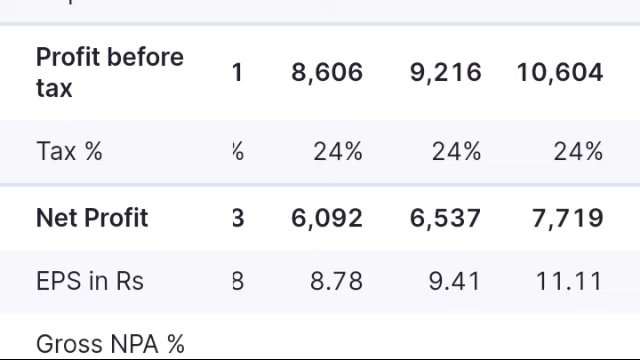 Profit before tax 1 8,606 9,216 10,604
Tax % % 24% 24% 24%
Net Profit 3 6,092 6,537 7,719
EPS in Rs 8 8.78 9.41 11.11
Gross NPA %